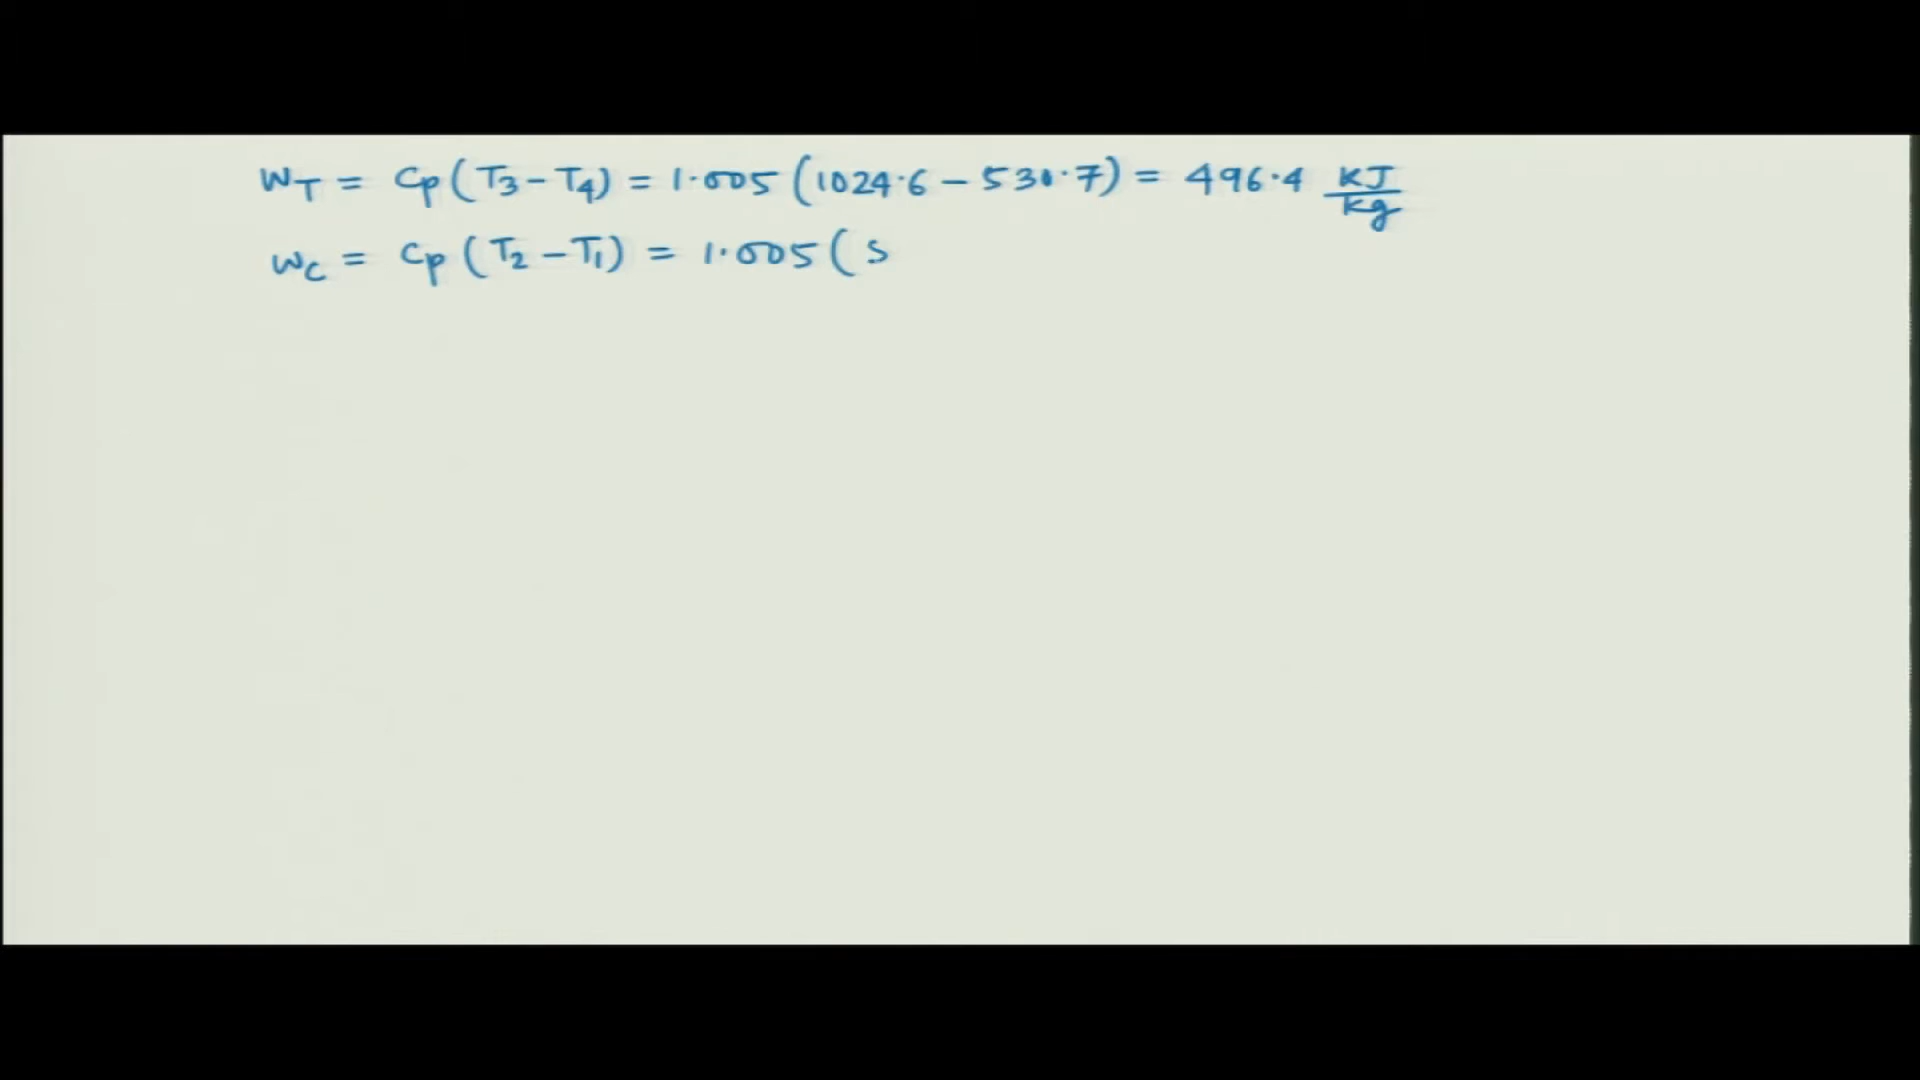 WT = Cp (T3 - T4) = 1.005 (1024.6 - 530.7) = 496.4 KJ/kg
WC = Cp (T2 - T1) = 1.005 ( 5